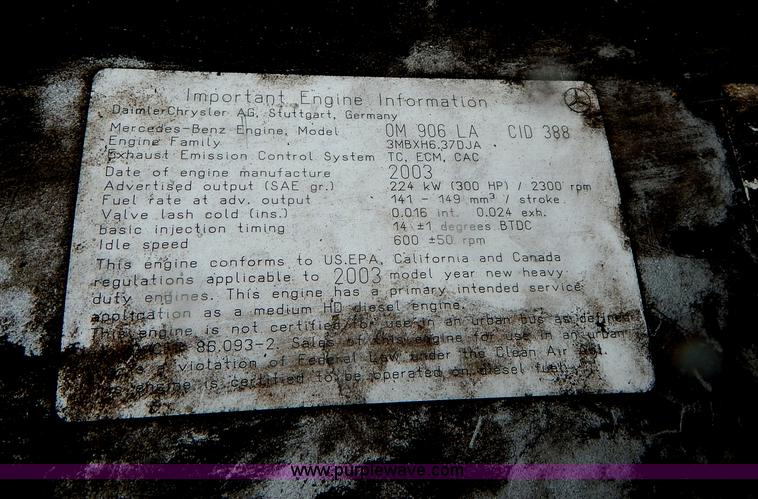 Important Engine Information
DaimlerChrysler AG, Stuttgart, Germany
Mercedes-Benz Engine, Model OM 906 LA CID 388
Engine Family 3MBXH6.37DJA
Exhaust Emission Control System TC, ECM, CAC
Date of engine manufacture 2003
Advertised output (SAE gr.) 224 kW (300 HP) / 2300 rpm
Fuel rate at adv. output 141 - 149 mm³ / stroke
Valve lash cold (ins.) 0.016 int. 0.024 exh.
basic injection timing 14 ±1 degrees BTDC
Idle speed 600 ±50 rpm
This engine conforms to US.EPA, California and Canada
regulations applicable to 2003 model year new heavy
duty engines. This engine has a primary intended service
application as a medium HD diesel engine.
This engine is not certified for use in an urban bus as defined
86.093-2. Sales of this engine for use in an urban
a violation of Federal Law under the Clean Air Act.
engine is certified to be operated on diesel fuel.
www.purplewave.com